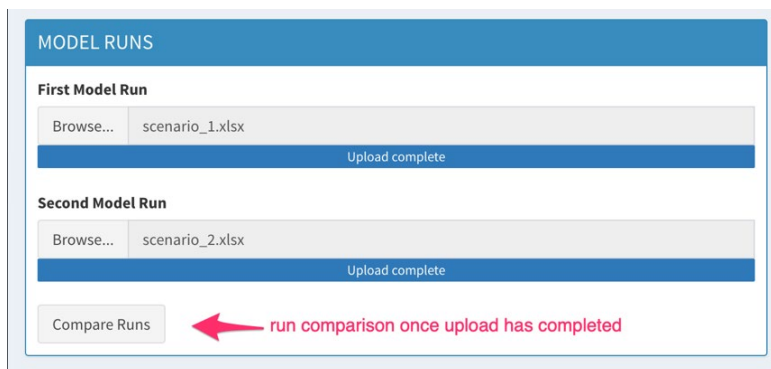 MODEL RUNS
First Model Run
Browse... scenario_1.xlsx
Upload complete
Second Model Run
Browse... scenario_2.xlsx
Upload complete
Compare Runs run comparison once upload has completed